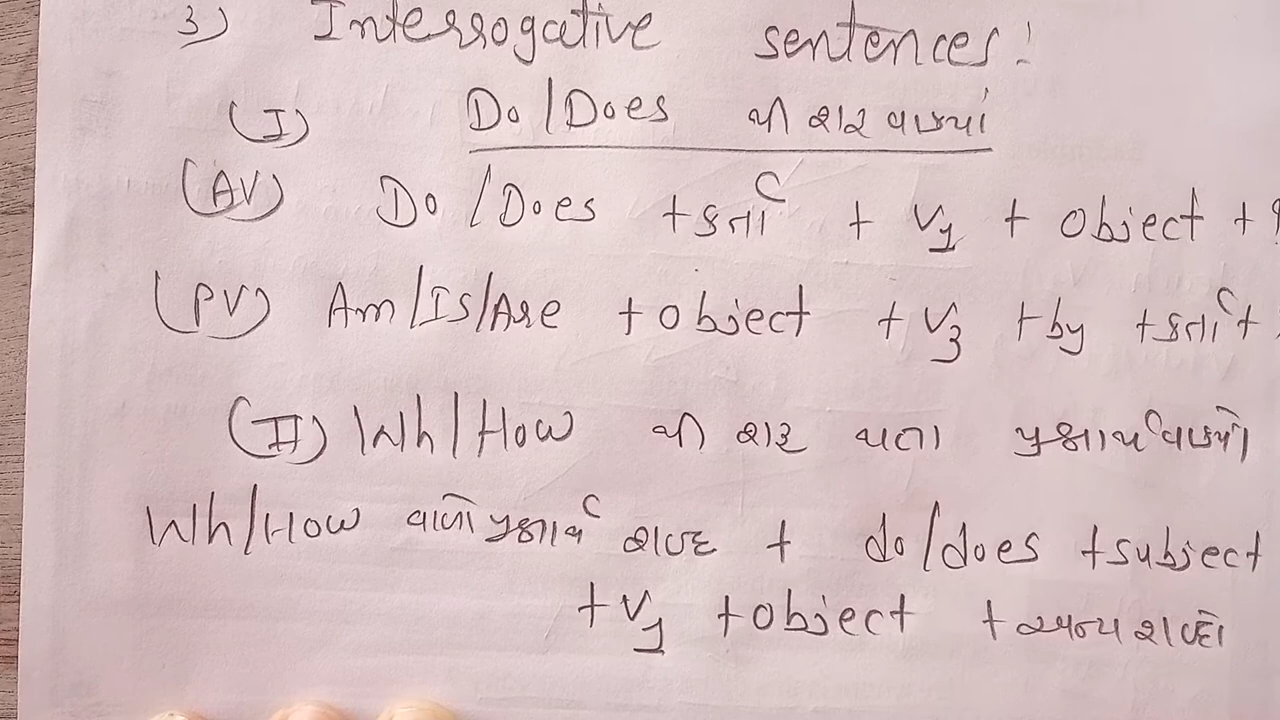 3) Interrogative sentences:
(I) Do/Does થી શરૂ વાક્યો
(AV) Do/Does + કર્તા + V1 + object + ?
(PV) Am/Is/Are + object + V3 + by + કર્તા +
(II) Wh/How થી શરૂ થતા પ્રશ્નાર્થ વાક્યો
Wh/How વાળો પ્રશ્નાર્થ શબ્દ + do/does + subject
+ V1 + object + અન્ય શબ્દો